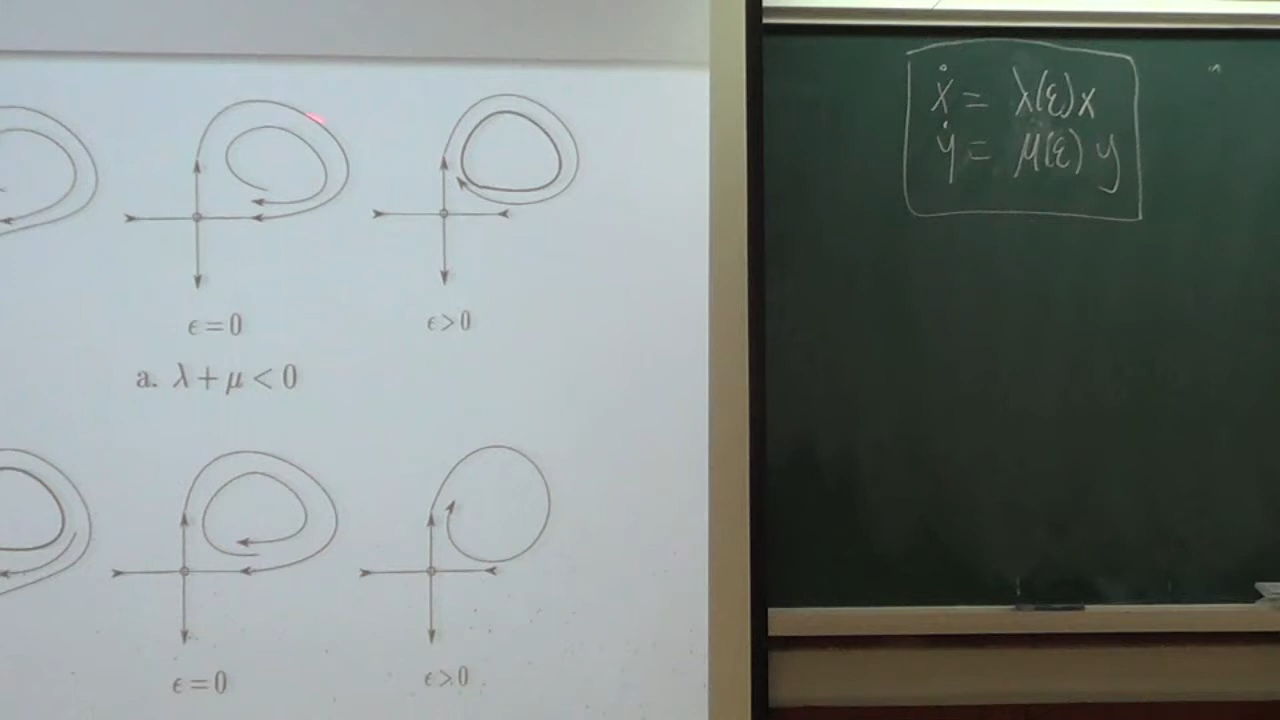 ϵ=0
ϵ>0
a. λ+μ<0
ϵ=0
ϵ>0
ẋ = λ(ε)x
ẏ = μ(ε) y